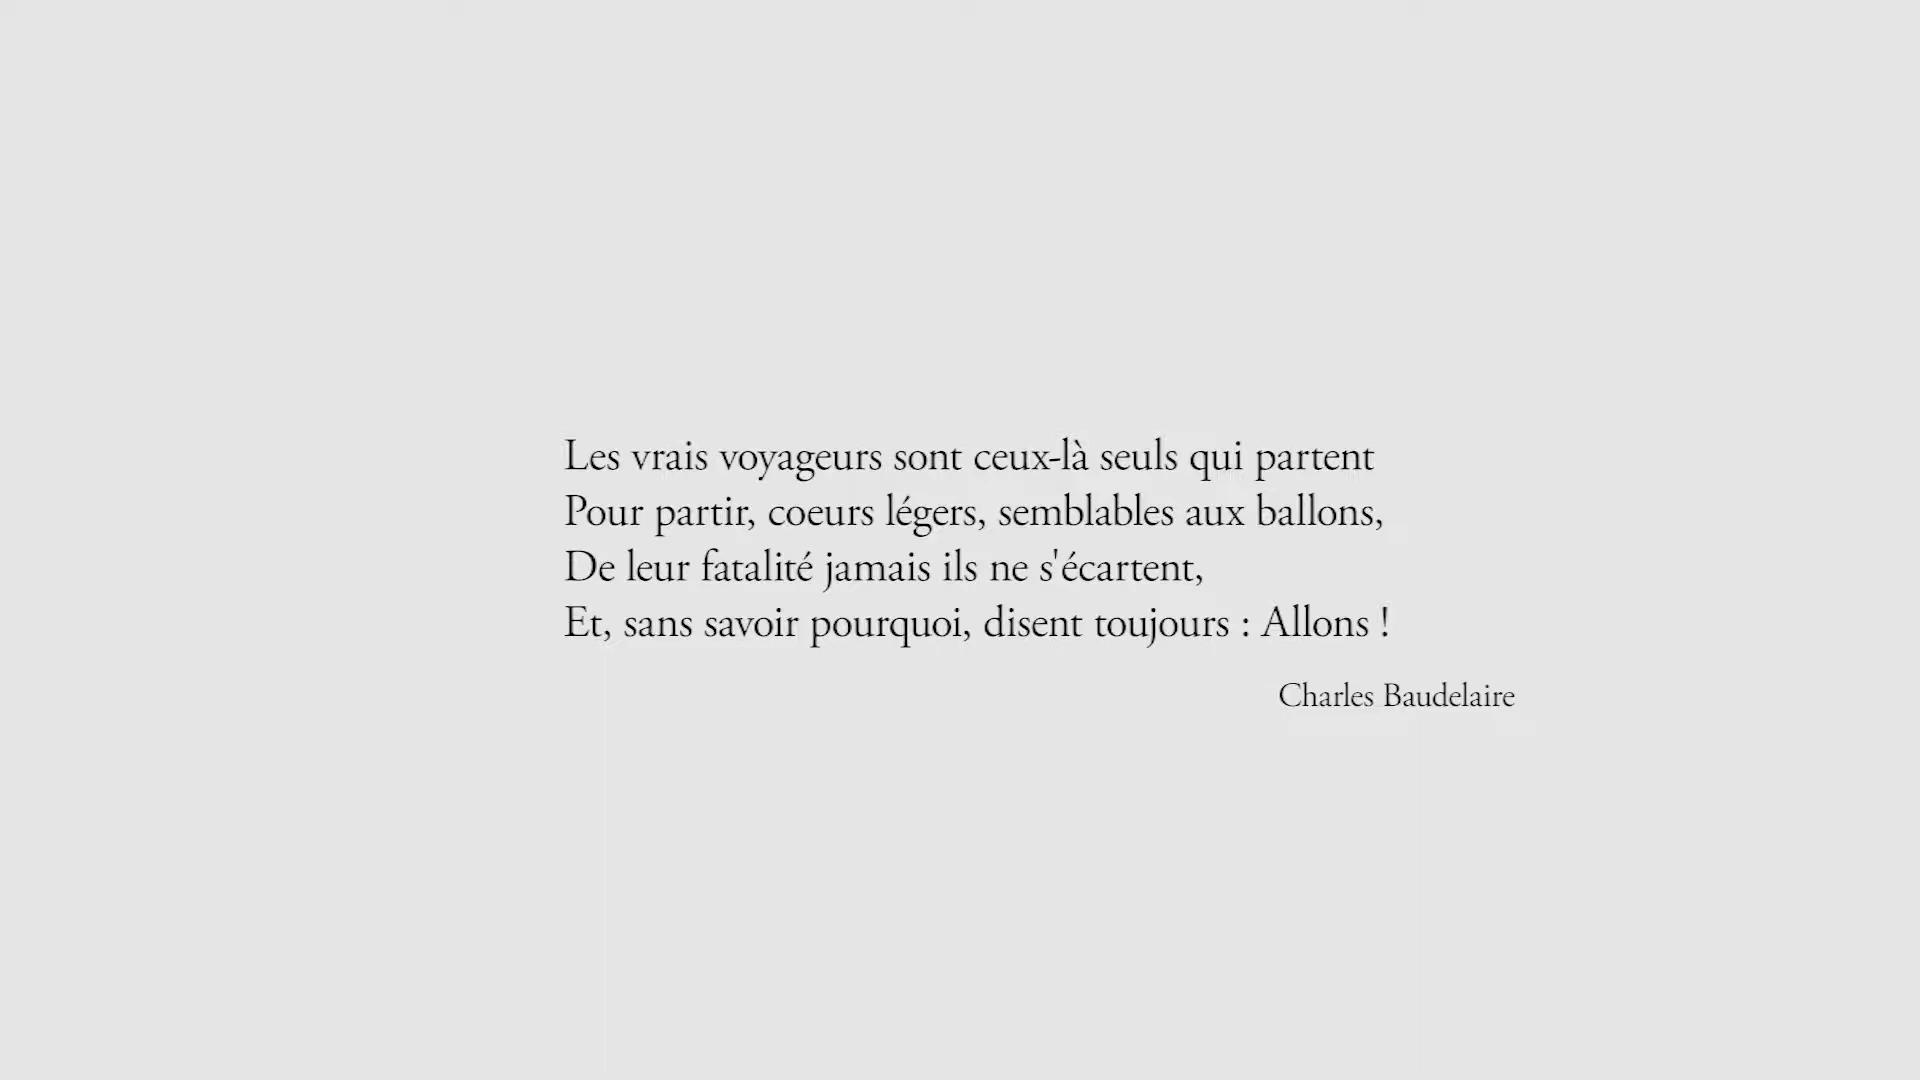 Les vrais voyageurs sont ceux-là seuls qui partent
Pour partir, coeurs légers, semblables aux ballons,
De leur fatalité jamais ils ne s'écartent,
Et, sans savoir pourquoi, disent toujours : Allons !
Charles Baudelaire